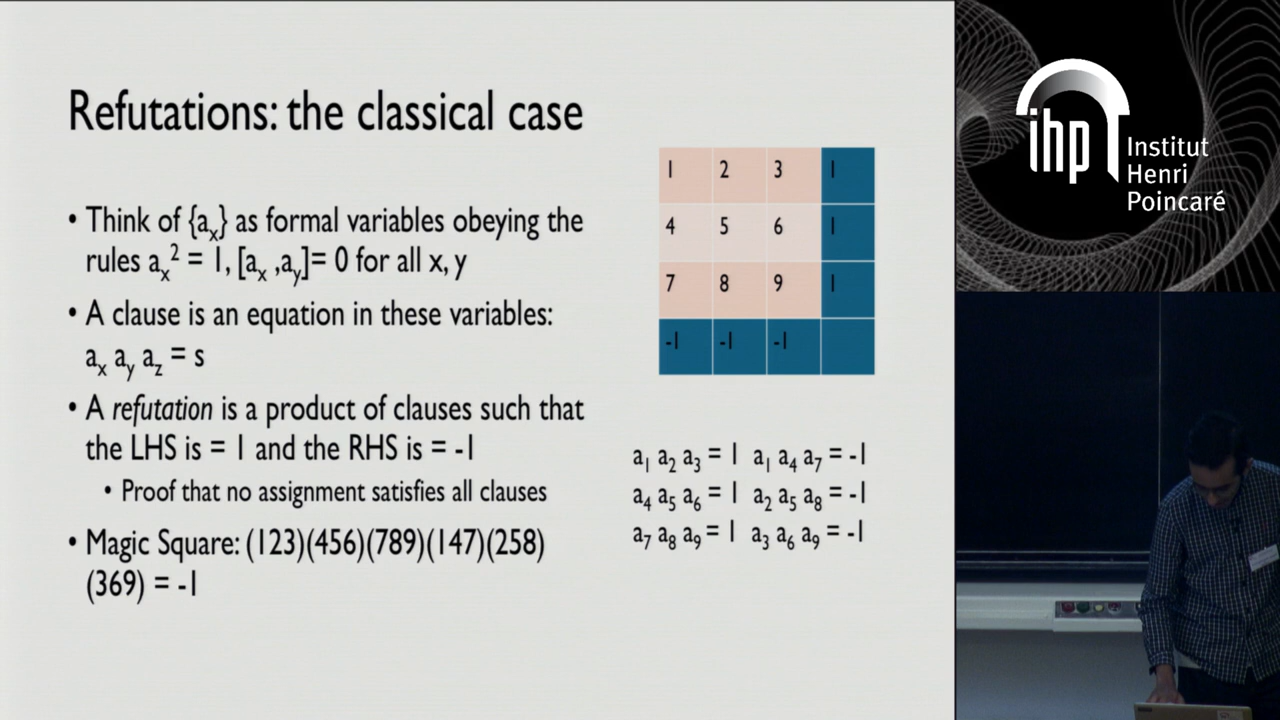 Refutations: the classical case
• Think of {aₓ} as formal variables obeying the
rules aₓ² = 1, [aₓ ,a_y]= 0 for all x, y
• A clause is an equation in these variables:
aₓ a_y a_z = s
• A refutation is a product of clauses such that
the LHS is = 1 and the RHS is = -1
• Proof that no assignment satisfies all clauses
• Magic Square: (123)(456)(789)(147)(258)
(369) = -1
1 2 3 1
4 5 6 1
7 8 9 1
-1 -1 -1
a₁ a₂ a₃ = 1 a₁ a₄ a₇ = -1
a₄ a₅ a₆ = 1 a₂ a₅ a₈ = -1
a₇ a₈ a₉ = 1 a₃ a₆ a₉ = -1
ihp
Institut
Henri
Poincaré